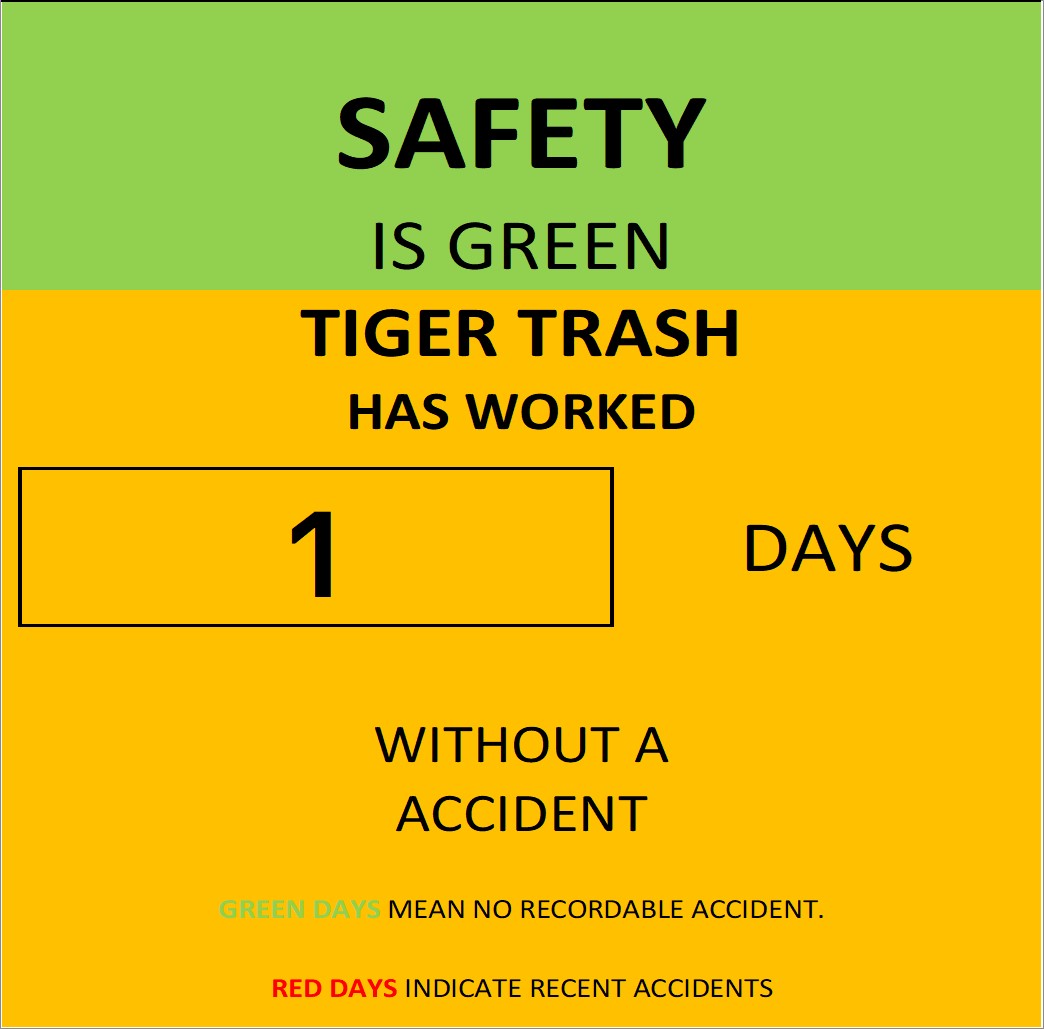 SAFETY
IS GREEN
TIGER TRASH
HAS WORKED
1 DAYS
WITHOUT A
ACCIDENT
GREEN DAYS MEAN NO RECORDABLE ACCIDENT.
RED DAYS INDICATE RECENT ACCIDENTS